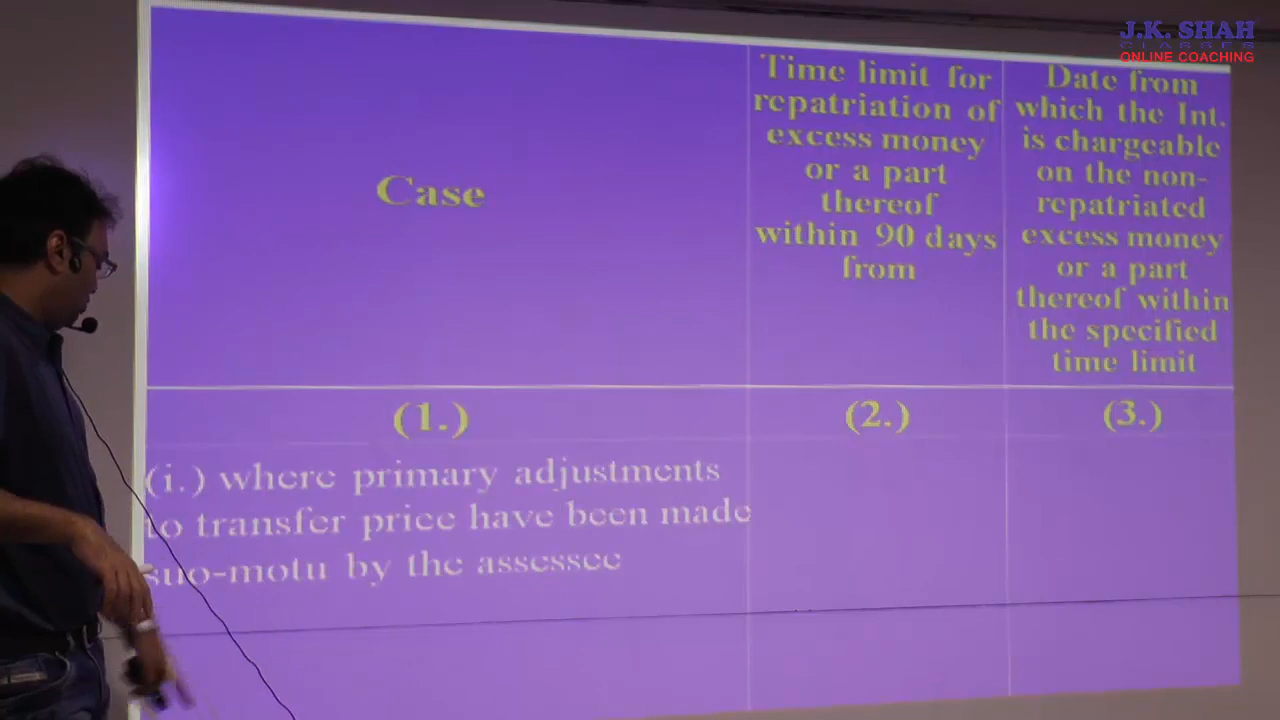 J.K. SHAH
CLASSES
ONLINE COACHING
Case
Time limit for
repatriation of
excess money
or a part
thereof
within 90 days
from
Date from
which the Int.
is chargeable
on the non-
repatriated
excess money
or a part
thereof within
the specified
time limit
(1.)
(2.)
(3.)
(i.) where primary adjustments
to transfer price have been made
suo-motu by the assessee